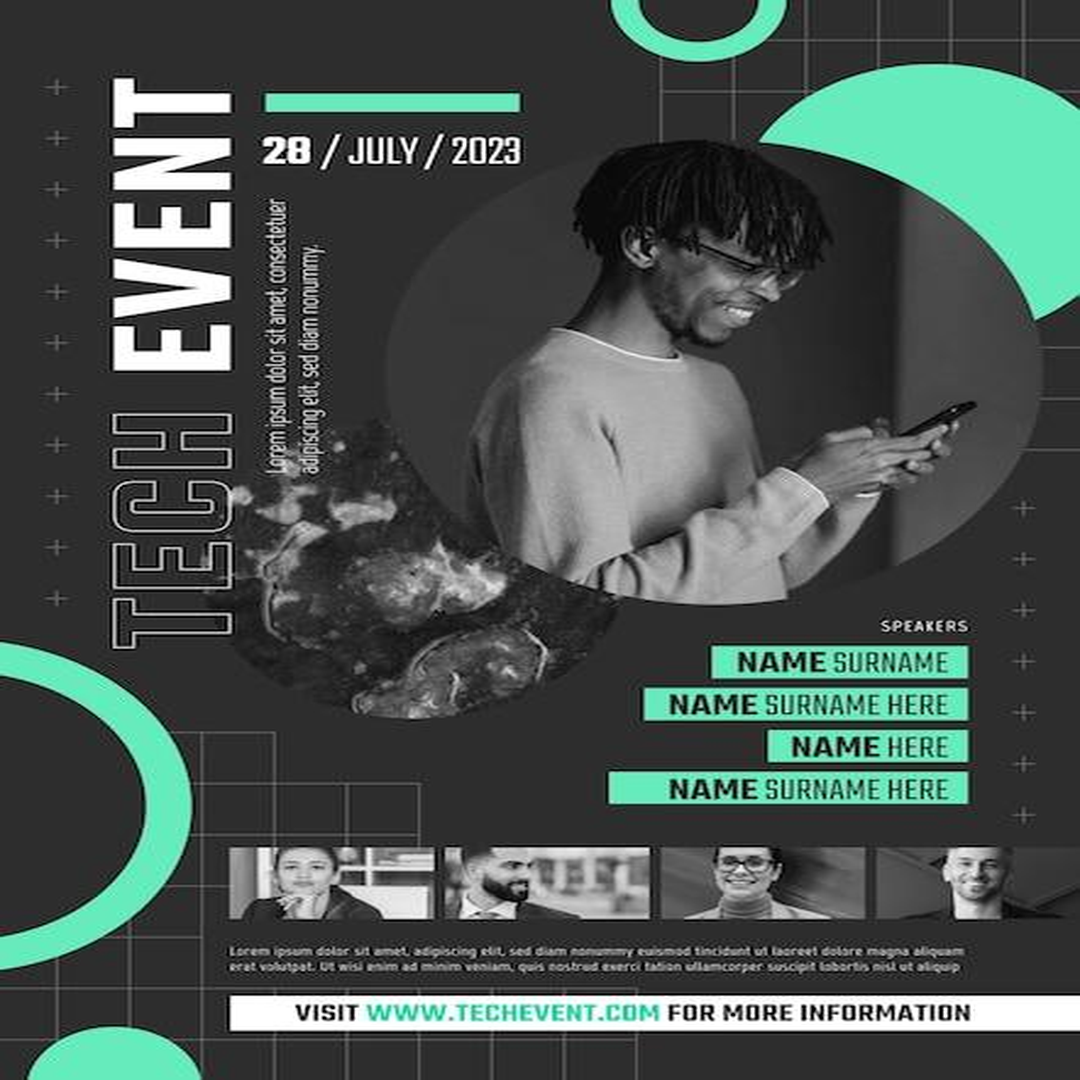 TECH EVENT
28 / JULY / 2023
Lorem ipsum dolor sit amet, consectetuer
adipiscing elit, sed diam nonummy.
SPEAKERS
NAME SURNAME
NAME SURNAME HERE
NAME HERE
NAME SURNAME HERE
Lorem ipsum dolor sit amet, adipiscing elit, sed diam nonummy euismod tincidunt ut laoreet dolore magna aliquam
erat volutpat. Ut wisi enim ad minim veniam, quis nostrud exerci tation ullamcorper suscipit lobortis nisl ut aliquip
VISIT WWW.TECHEVENT.COM FOR MORE INFORMATION